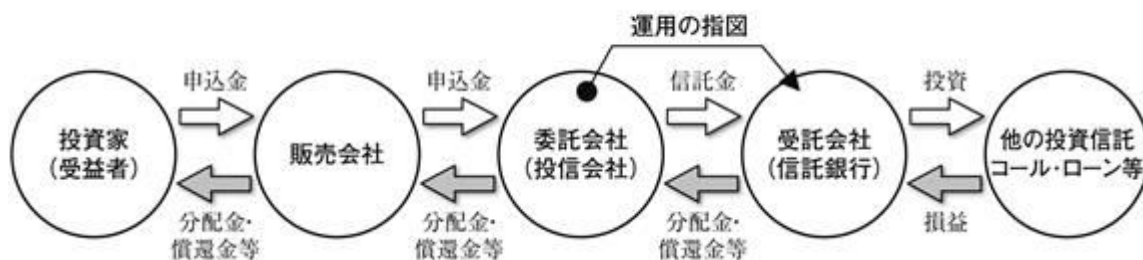 運用の指図
申込金
申込金
信託金
投資
投資家
(受益者)
販売会社
委託会社
(投信会社)
受託会社
(信託銀行)
他の投資信託
コール・ローン等
分配金・
償還金等
分配金・
償還金等
分配金・
償還金等
損益